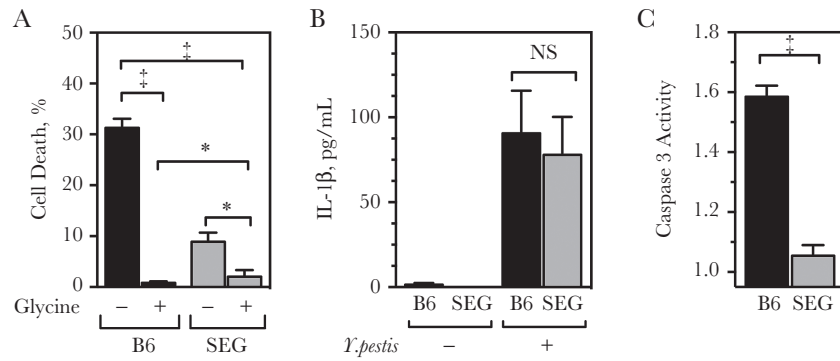 A
B
C
Cell Death, %
50
40
30
20
10
0
‡
‡
*
*
Glycine – + – +
B6 SEG
IL-1β, pg/mL
150
100
50
0
NS
B6 SEG B6 SEG
Y.pestis – +
Caspase 3 Activity
1.8
1.6
1.4
1.2
1.0
‡
B6 SEG